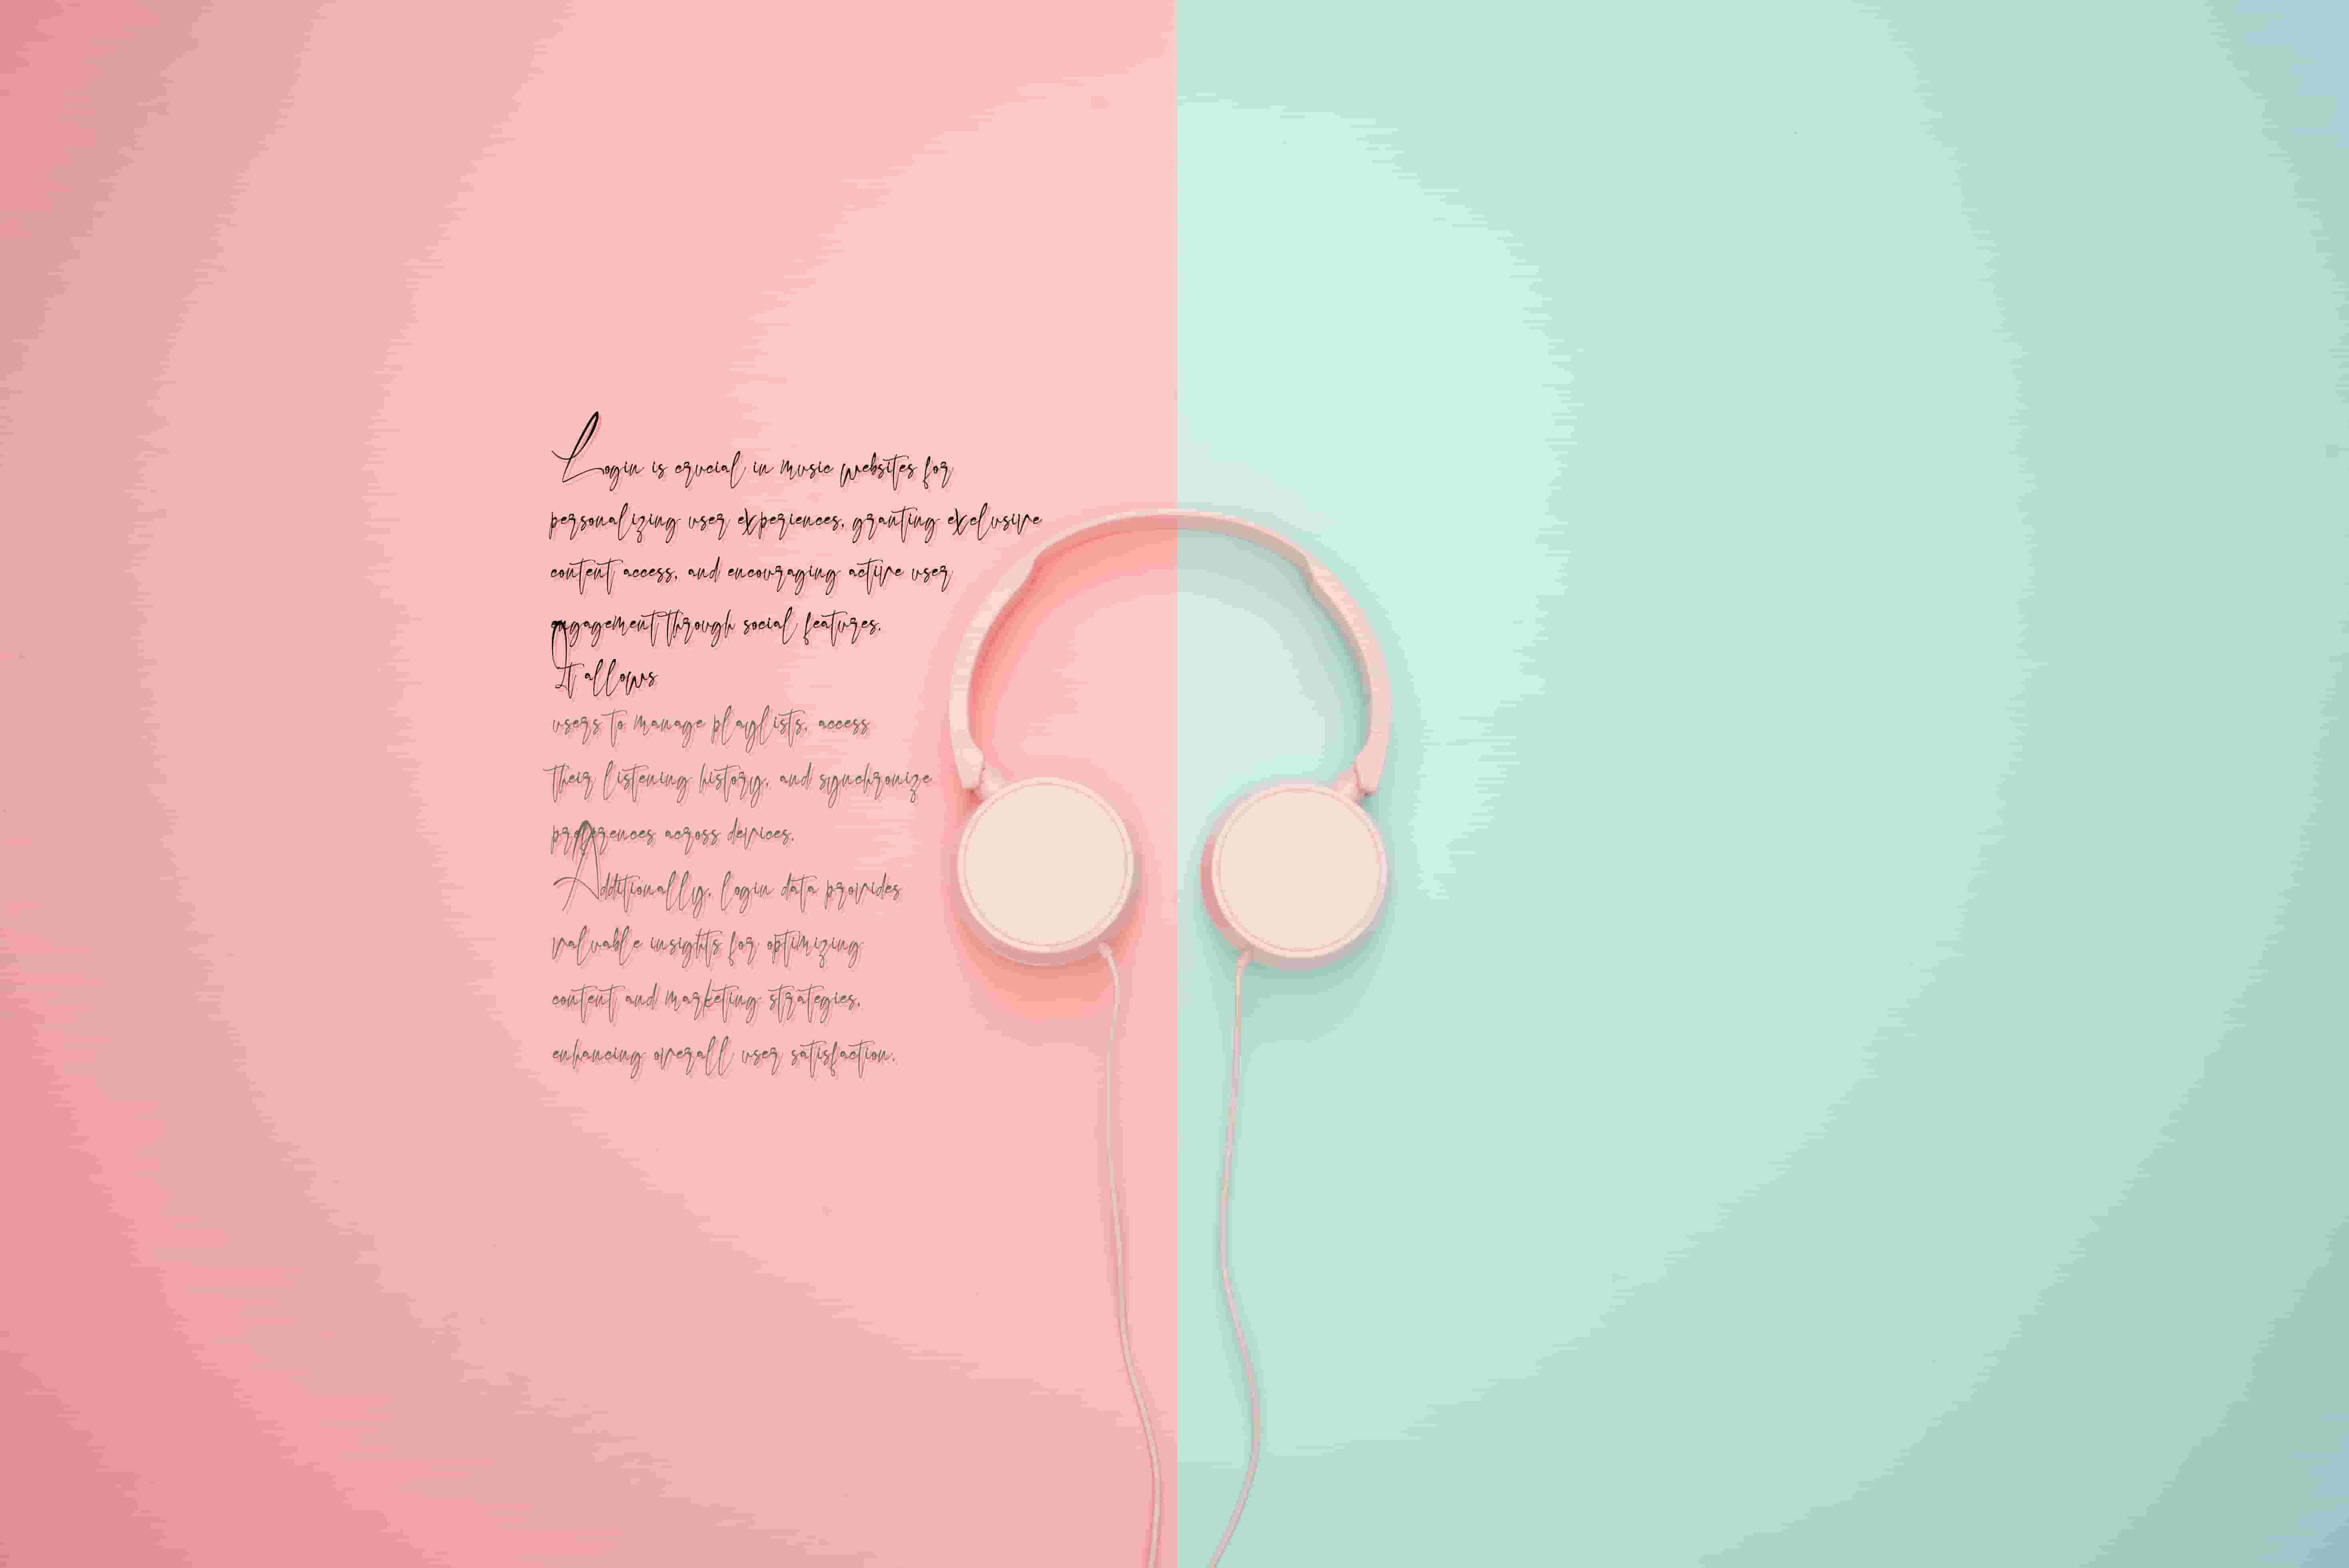 Login is crucial in music websites for
personalizing user experiences, granting exclusive
content access, and encouraging active user
engagement through social features.
It allows
users to manage playlists, access
their listening history, and synchronize
preferences across devices.
Additionally, login data provides
valuable insights for optimizing
content and marketing strategies,
enhancing overall user satisfaction.